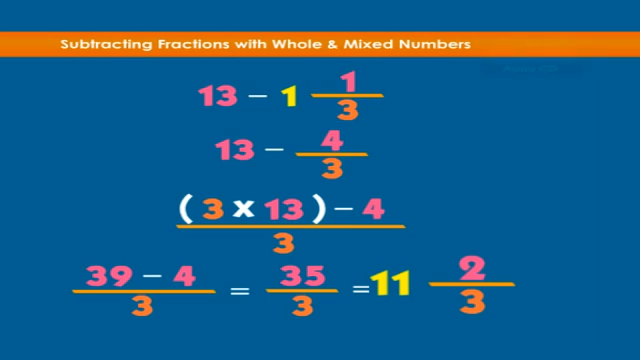 Subtracting Fractions with Whole & Mixed Numbers
13 − 1 1/3
13 − 4/3
(3 x 13) − 4 / 3
39 − 4 / 3 = 35/3 = 11 2/3